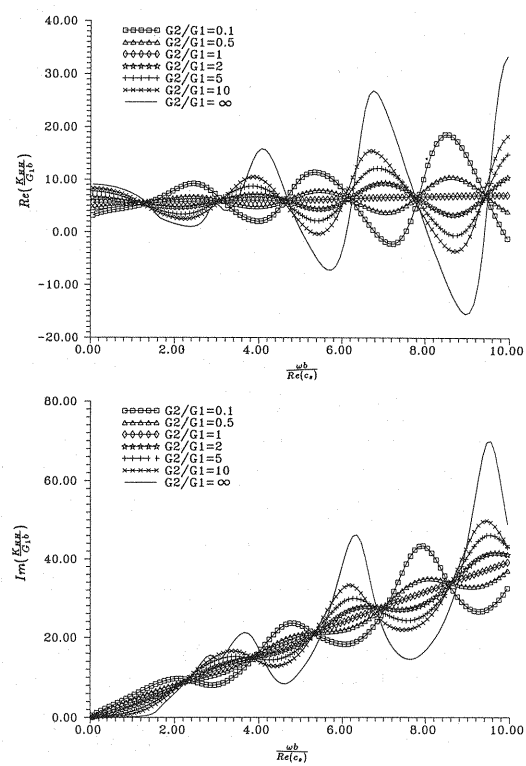 40.00
30.00
20.00
10.00
0.00
-10.00
-20.00
Re(K_HH/G₁b)
G2/G1=0.1
G2/G1=0.5
G2/G1=1
G2/G1=2
G2/G1=5
G2/G1=10
G2/G1=∞
0.00 2.00 4.00 6.00 8.00 10.00
ωb/Re(cₛ)
80.00
60.00
40.00
20.00
0.00
Im(K_HH/G₁b)
G2/G1=0.1
G2/G1=0.5
G2/G1=1
G2/G1=2
G2/G1=5
G2/G1=10
G2/G1=∞
0.00 2.00 4.00 6.00 8.00 10.00
ωb/Re(cₛ)